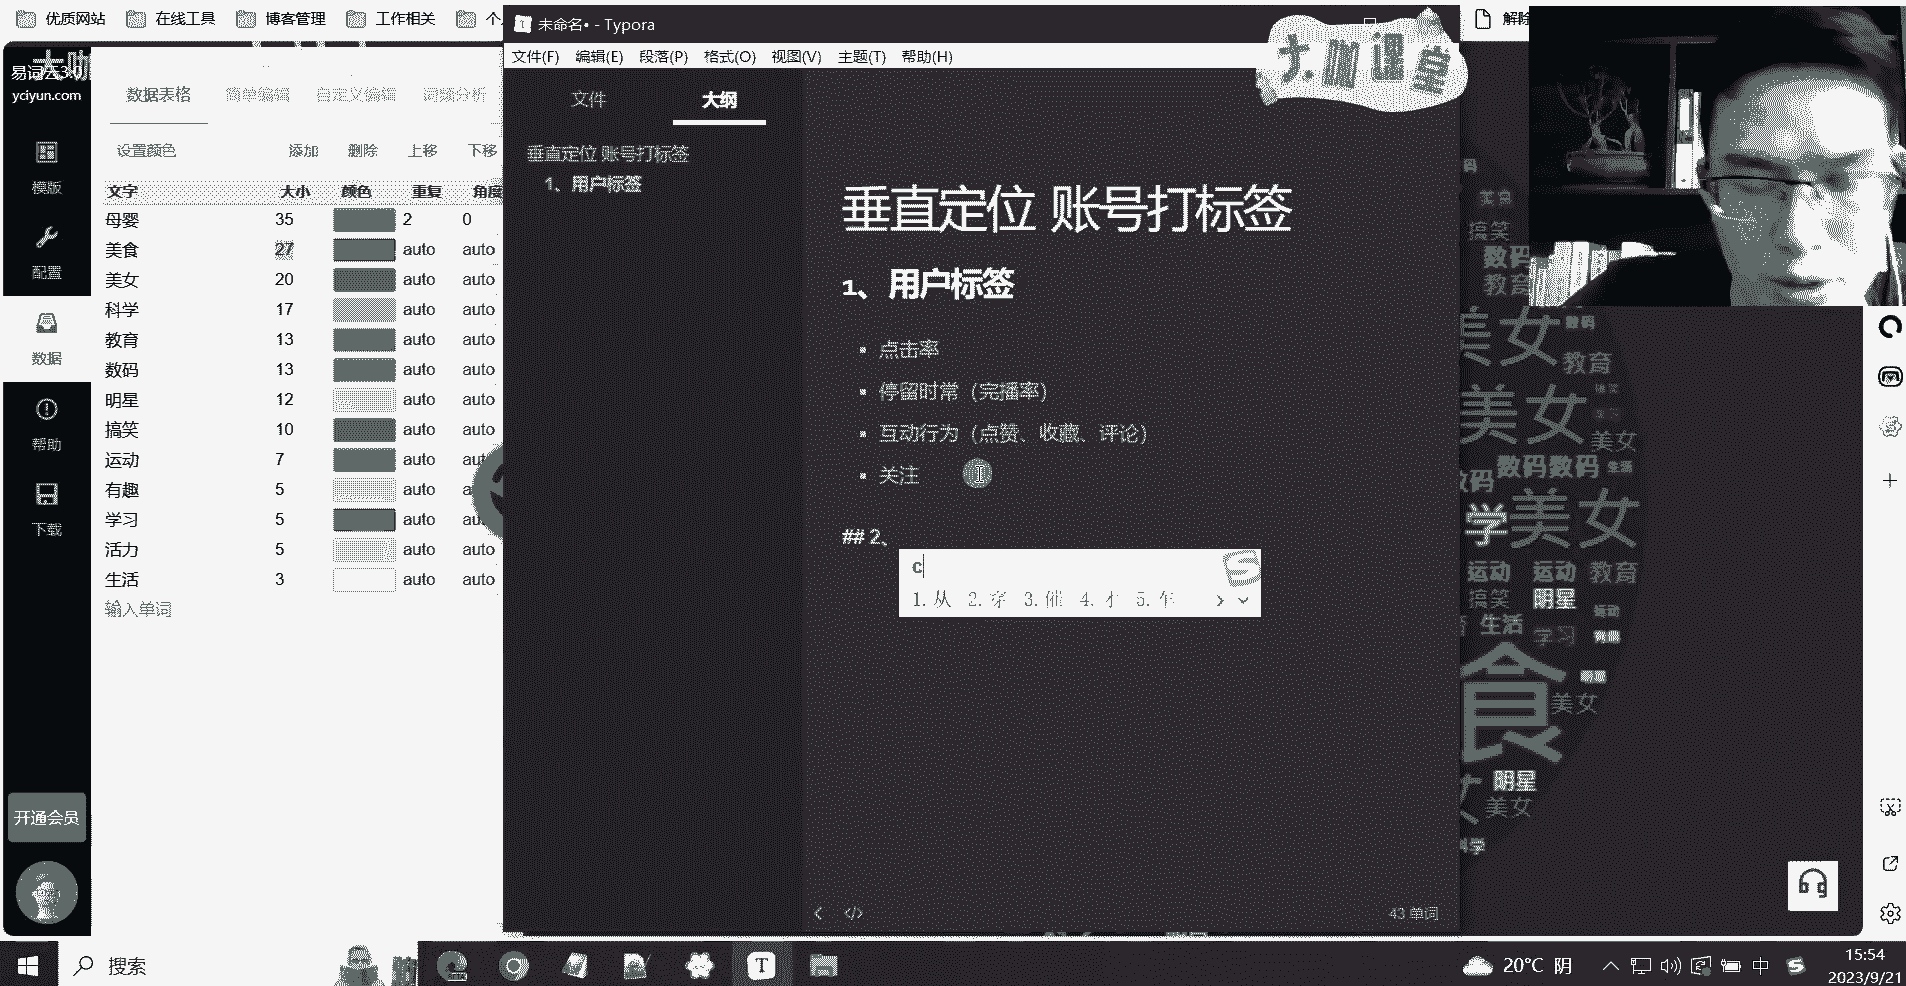 优质网站 在线工具 博客管理 工作相关
未命名• - Typora
文件(F) 编辑(E) 段落(P) 格式(O) 视图(V) 主题(T) 帮助(H)
大咖课堂
易词云3.0
yciyun.com
模版
配置
数据
帮助
下载
开通会员
数据表格 简单编辑 自定义编辑 词频分析
设置颜色 添加 删除 上移 下移
文字 大小 颜色 重复 角度
母婴 35 2 0
美食 27 auto auto
美女 20 auto auto
科学 17 auto auto
教育 13 auto auto
数码 13 auto auto
明星 12 auto auto
搞笑 10 auto auto
运动 7 auto
有趣 5 auto
学习 5 auto
活力 5 auto auto
生活 3 auto auto
输入单词
文件 大纲
垂直定位 账号打标签
1、用户标签
垂直定位 账号打标签
1、用户标签
点击率
停留时常（完播率）
互动行为（点赞、收藏、评论）
关注
## 2、
c
1.从 2.穿 3.催 4.才 5.年
43 单词
搞笑
数码
教育
美女
教育
美女
美女
数码数码 生活
美女
运动 运动 教育
搞笑 明星
生活 学习
食
美女
明星
美女
搜索
20°C 阴
中
15:54
2023/9/21